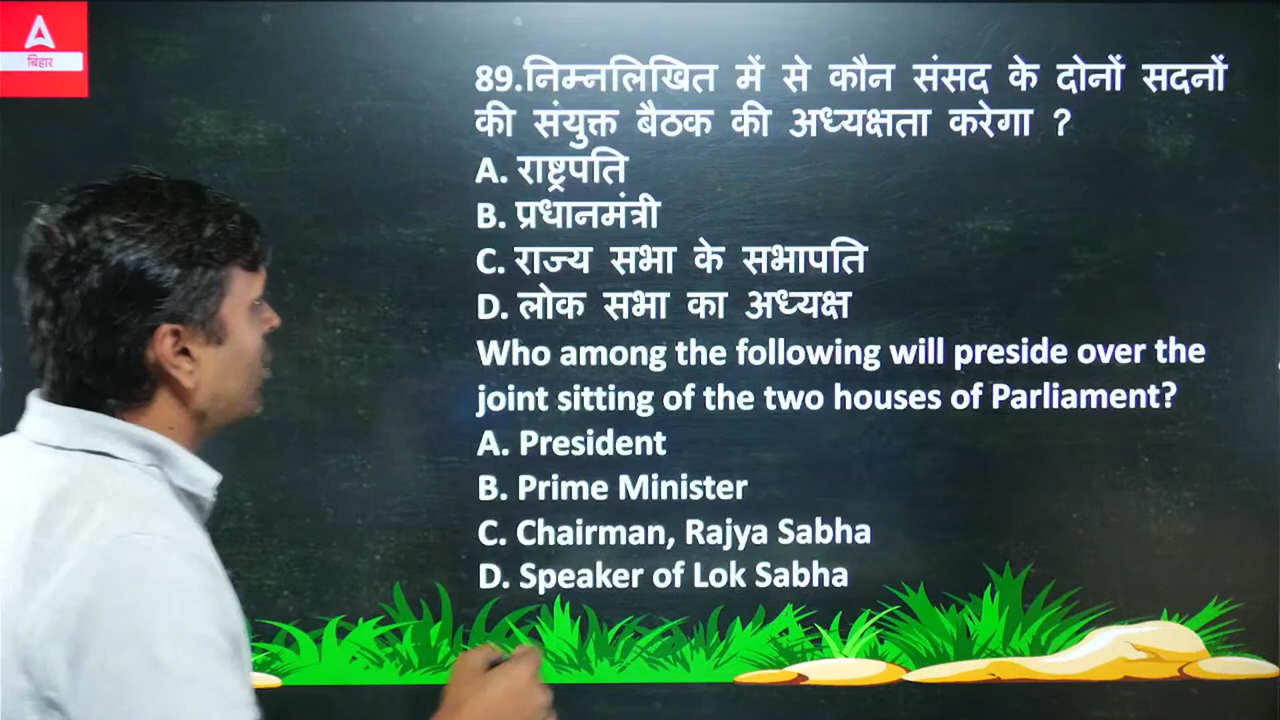 बिहार
89.निम्नलिखित में से कौन संसद के दोनों सदनों
की संयुक्त बैठक की अध्यक्षता करेगा ?
A. राष्ट्रपति
B. प्रधानमंत्री
C. राज्य सभा के सभापति
D. लोक सभा का अध्यक्ष
Who among the following will preside over the
joint sitting of the two houses of Parliament?
A. President
B. Prime Minister
C. Chairman, Rajya Sabha
D. Speaker of Lok Sabha